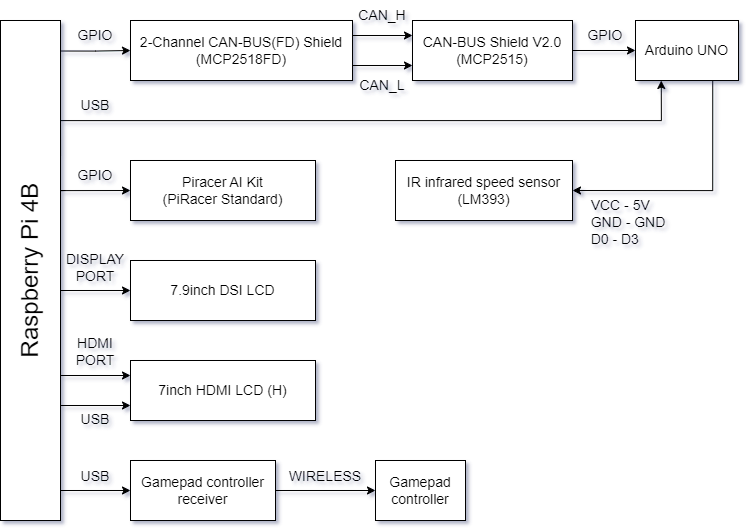 Raspberry Pi 4B
GPIO
2-Channel CAN-BUS(FD) Shield
(MCP2518FD)
CAN_H
CAN_L
CAN-BUS Shield V2.0
(MCP2515)
GPIO
Arduino UNO
USB
GPIO
Piracer AI Kit
(PiRacer Standard)
IR infrared speed sensor
(LM393)
VCC - 5V
GND - GND
D0 - D3
DISPLAY
PORT
7.9inch DSI LCD
HDMI
PORT
7inch HDMI LCD (H)
USB
USB
Gamepad controller
receiver
WIRELESS
Gamepad
controller